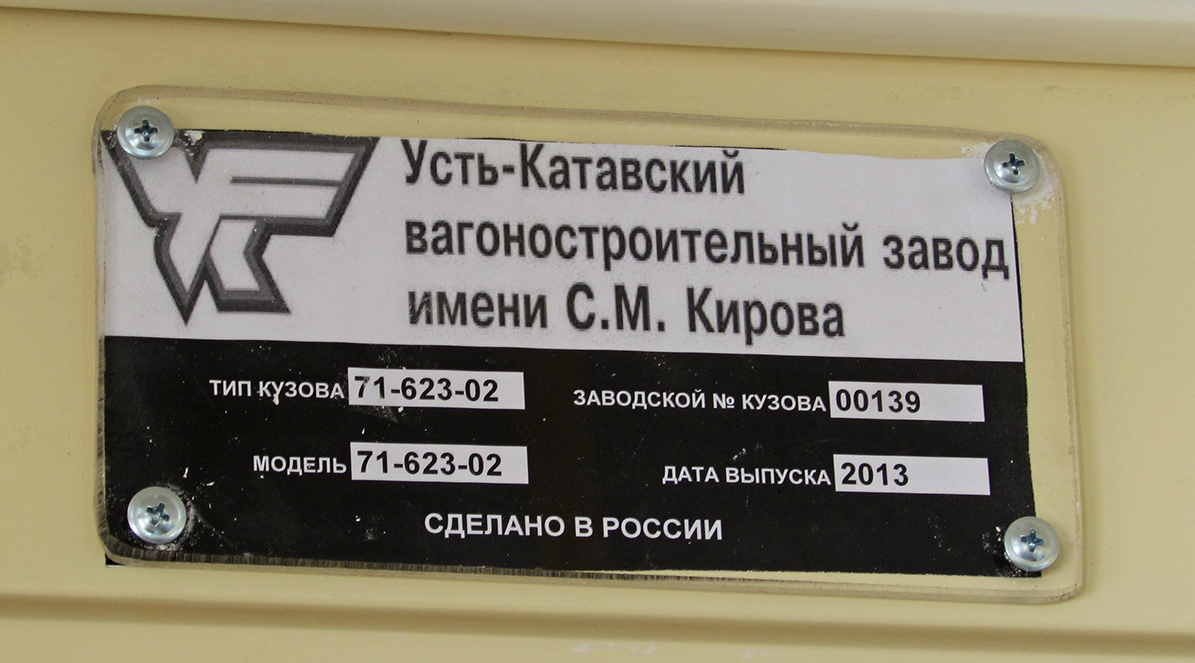 Усть-Катавский
вагоностроительный завод
имени С.М. Кирова
ТИП КУЗОВА 71-623-02
ЗАВОДСКОЙ № КУЗОВА 00139
МОДЕЛЬ 71-623-02
ДАТА ВЫПУСКА 2013
СДЕЛАНО В РОССИИ